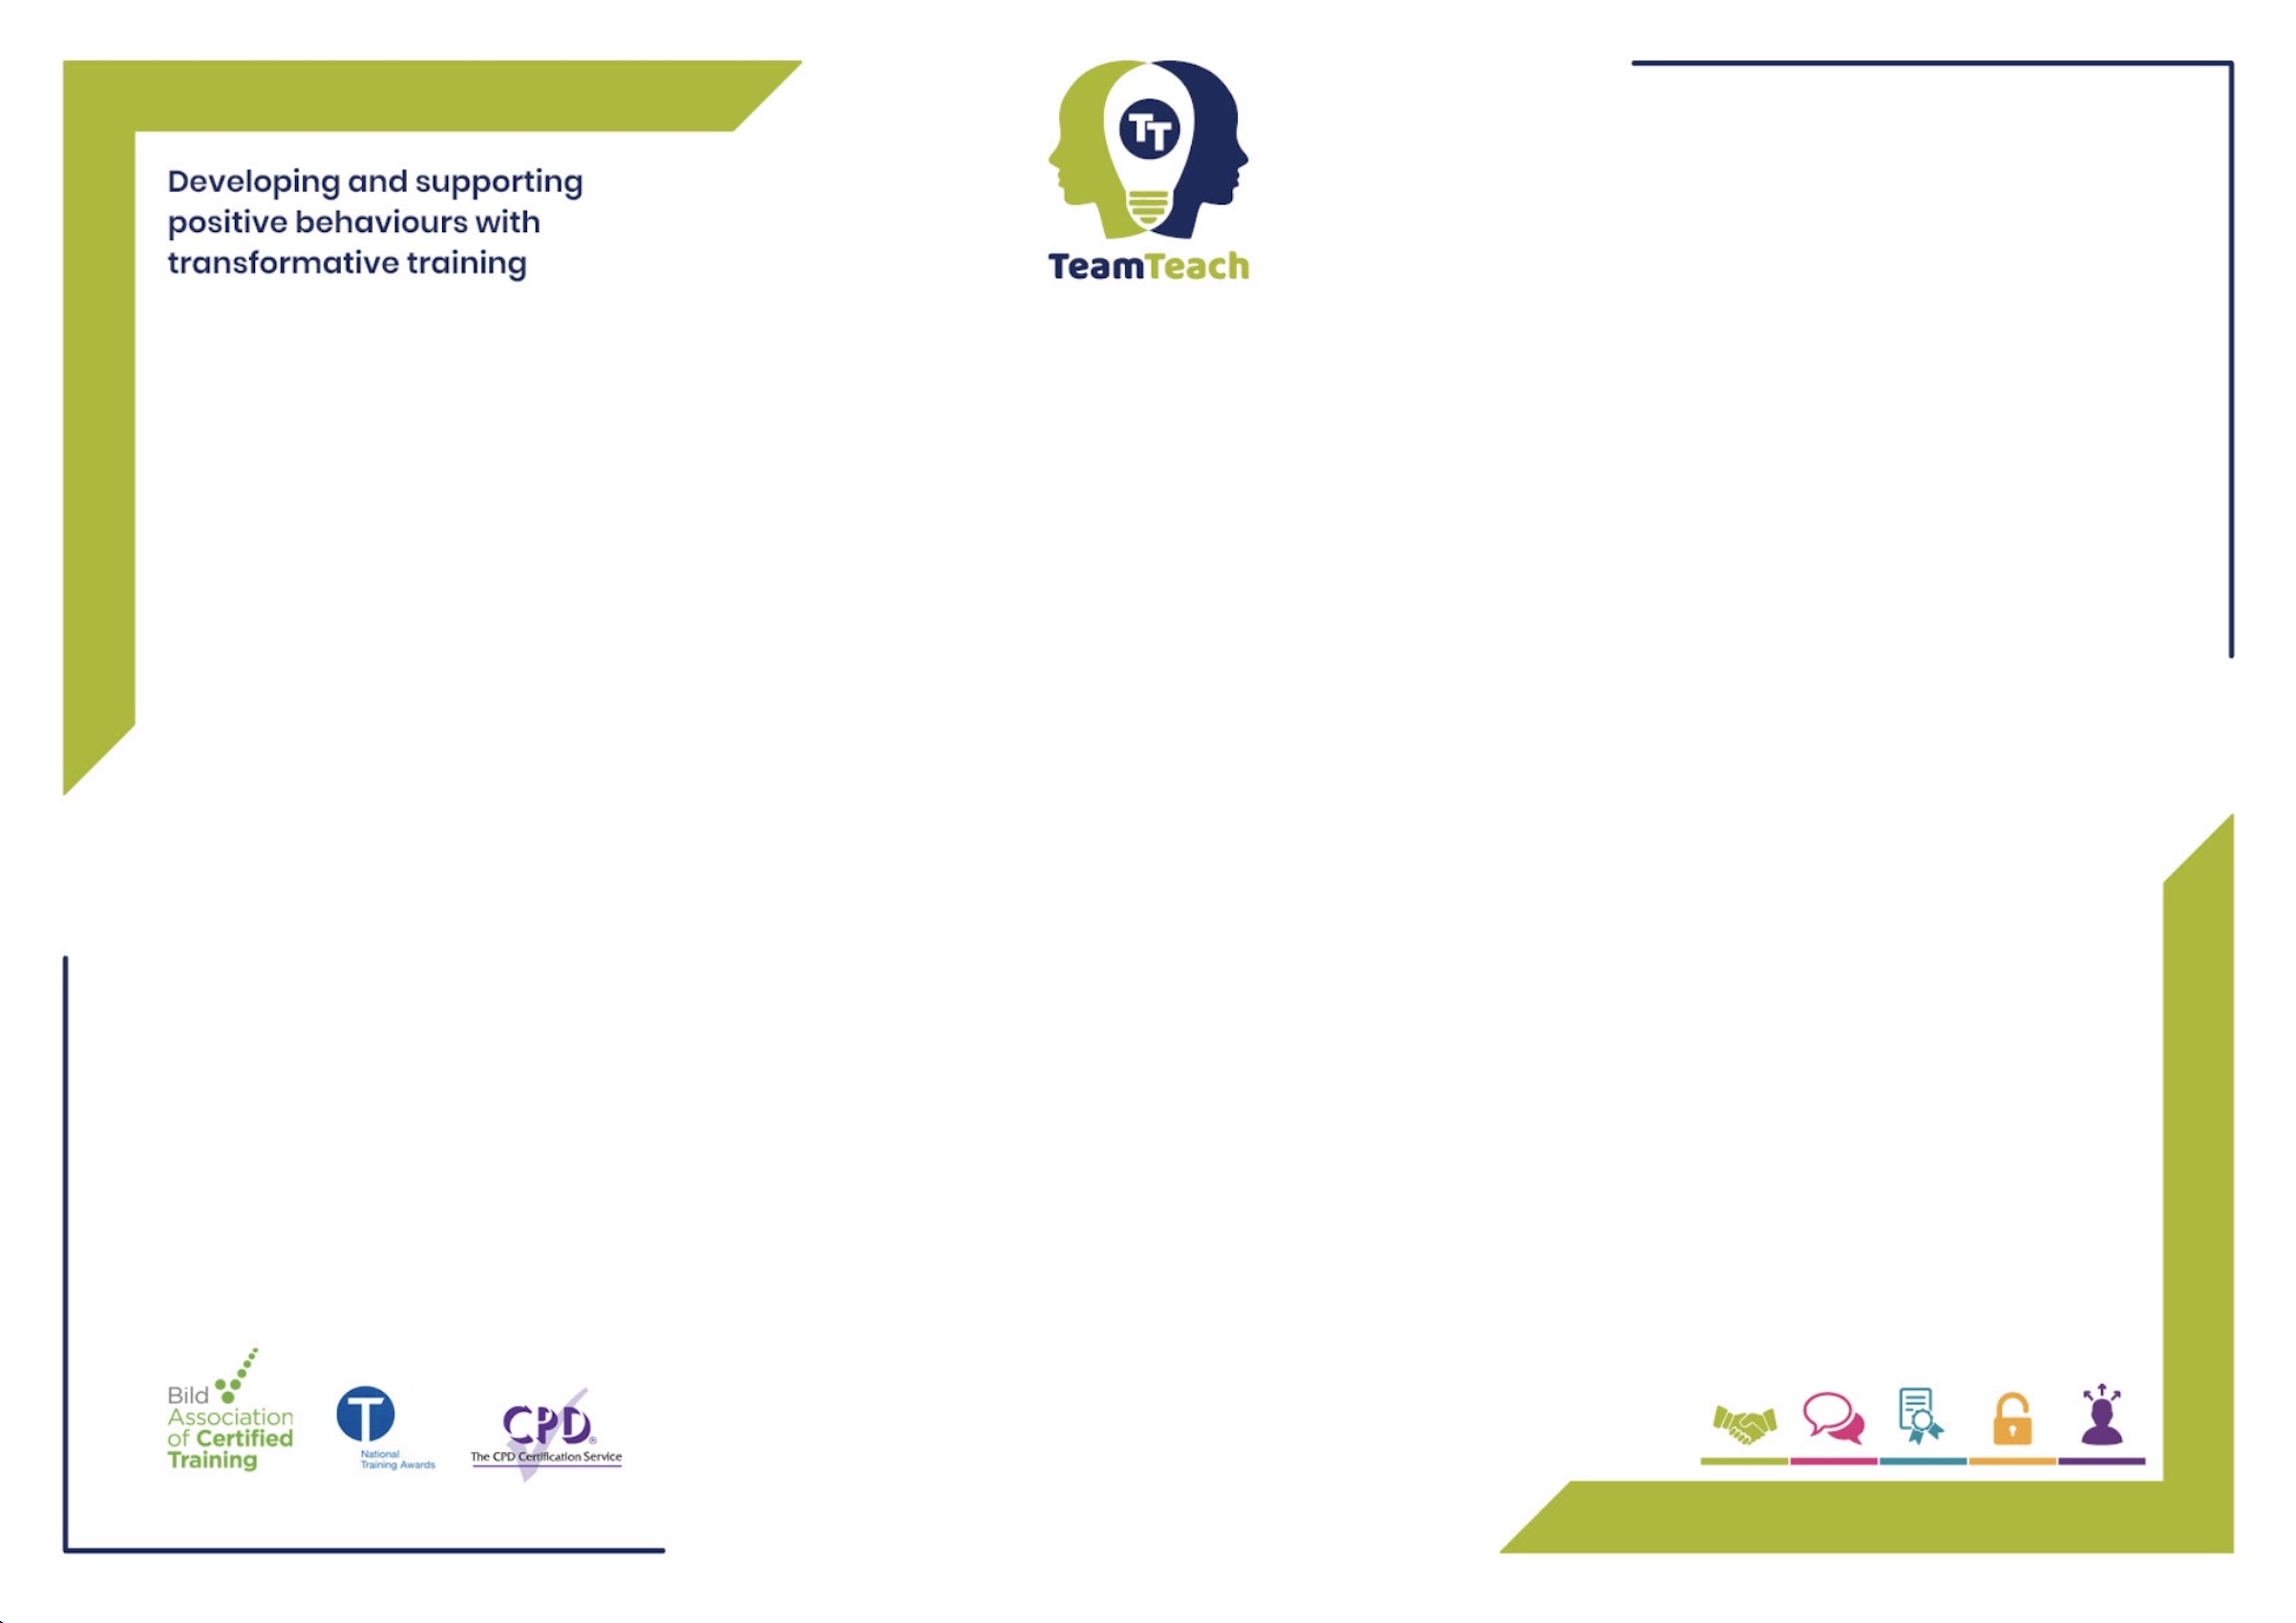 Developing and supporting
positive behaviours with
transformative training
TT
TeamTeach
Bild
Association
of Certified
Training
T
National
Training Awards
CPD®
The CPD Certification Service